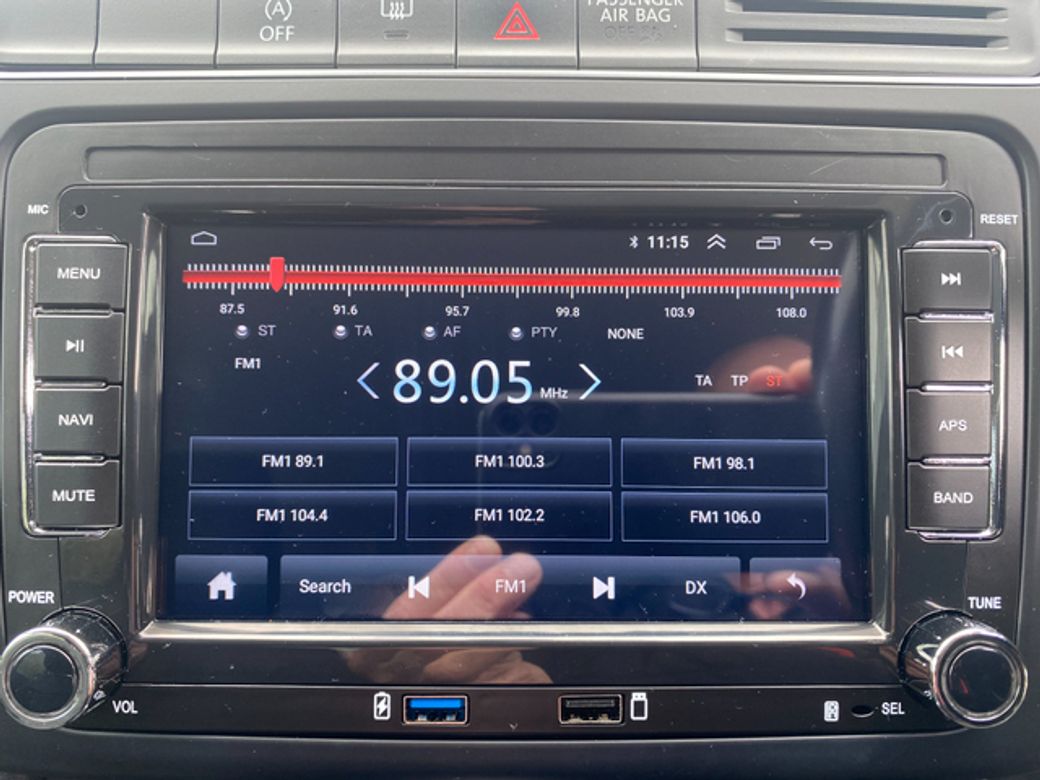 OFF
PASSENGER
AIR BAG
OFF
MIC
RESET
MENU
NAVI
MUTE
APS
BAND
11:15
87.5 91.6 95.7 99.8 103.9 108.0
ST TA AF PTY NONE
FM1
89.05 MHz
TA TP ST
FM1 89.1 FM1 100.3 FM1 98.1
FM1 104.4 FM1 102.2 FM1 106.0
Search FM1 DX
POWER
TUNE
VOL
SEL